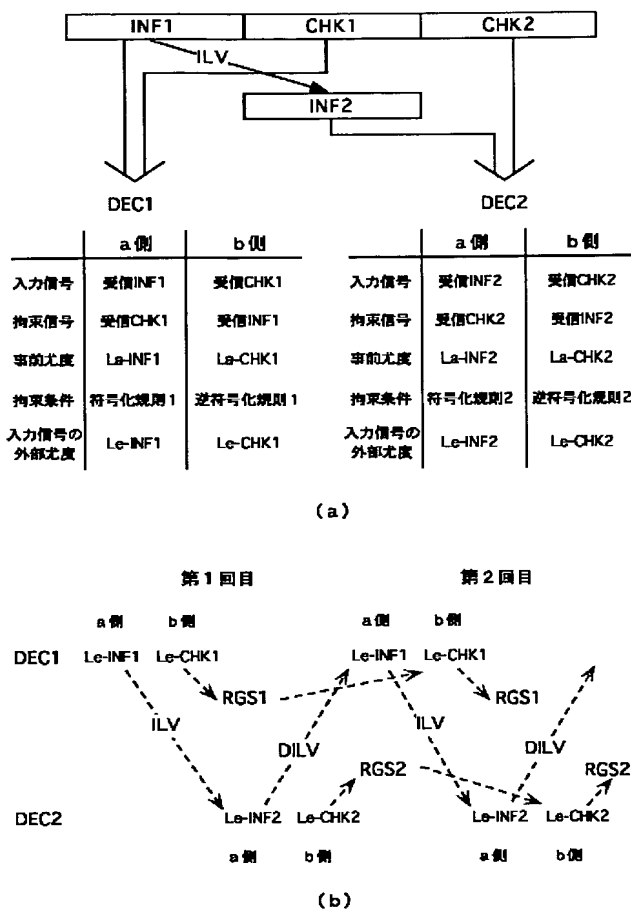 INF1 CHK1 CHK2
ILV
INF2
DEC1 DEC2
a側 b側 a側 b側
入力信号 受信INF1 受信CHK1 入力信号 受信INF2 受信CHK2
拘束信号 受信CHK1 受信INF1 拘束信号 受信CHK2 受信INF2
事前尤度 La-INF1 La-CHK1 事前尤度 La-INF2 La-CHK2
拘束条件 符号化規則1 逆符号化規則1 拘束条件 符号化規則2 逆符号化規則2
入力信号の Le-INF1 Le-CHK1 入力信号の Le-INF2 Le-CHK2
外部尤度 外部尤度
(a)
第1回目 第2回目
a側 b側 a側 b側
DEC1 Le-INF1 Le-CHK1 Le-INF1 Le-CHK1
RGS1 RGS1
ILV DILV ILV DILV
RGS2 RGS2
DEC2 Le-INF2 Le-CHK2 Le-INF2 Le-CHK2
a側 b側 a側 b側
(b)